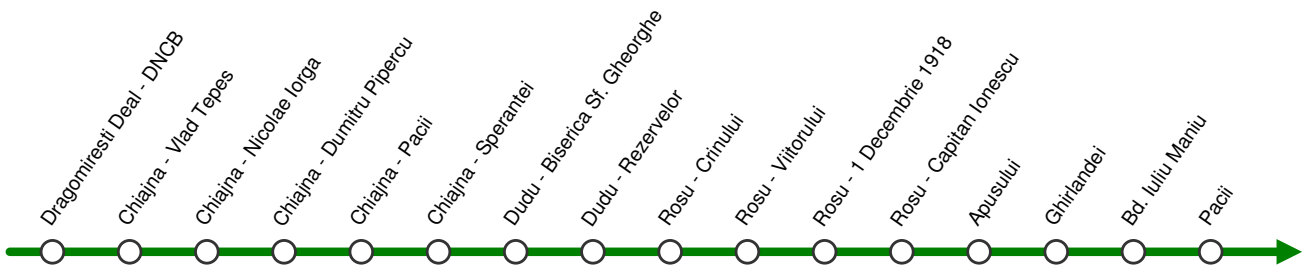 Dragomiresti Deal - DNCB
Chiajna - Vlad Tepes
Chiajna - Nicolae Iorga
Chiajna - Dumitru Pipercu
Chiajna - Pacii
Chiajna - Sperantei
Dudu - Biserica Sf. Gheorghe
Dudu - Rezervelor
Rosu - Crinului
Rosu - Viitorului
Rosu - 1 Decembrie 1918
Rosu - Capitan Ionescu
Apusului
Ghirlandei
Bd. Iuliu Maniu
Pacii